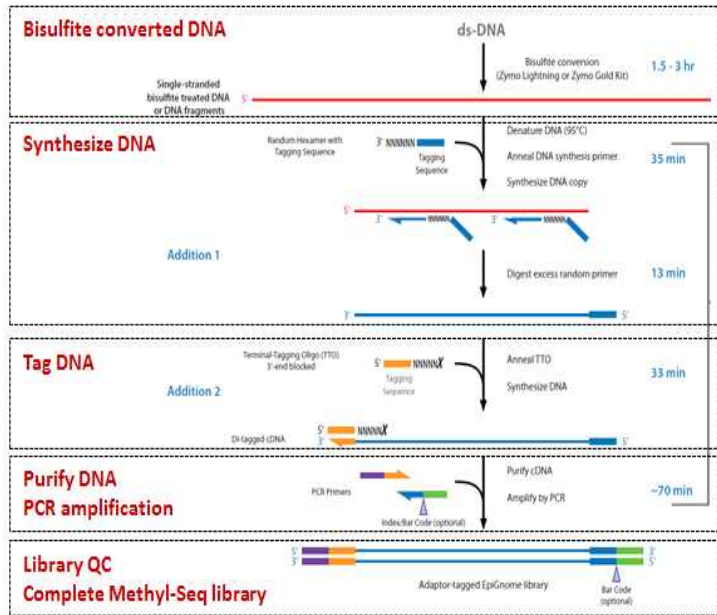 Bisulfite converted DNA
ds-DNA
Bisulfite conversion
(Zymo Lightning or Zymo Gold Kit)
1.5 - 3 hr
Single-stranded
bisulfite treated DNA
or DNA fragments
5'
Synthesize DNA
Random Hexamer with
Tagging Sequence
3' NNNNNN
Tagging
Sequence
Denature DNA (95°C)
Anneal DNA synthesis primer
Synthesize DNA copy
35 min
5'
3' NNNNNN
3' NNNNNN
Addition 1
Digest excess random primer
13 min
3' 5'
Tag DNA
Terminal-Tagging Oligo (TTO)
3'-end blocked
5' NNNNNX
Tagging
Sequence
Anneal TTO
Synthesize DNA
33 min
Addition 2
5' NNNNNX
3' 5'
Di-tagged cDNA
Purify DNA
PCR amplification
PCR Primers
Index/Bar Code (optional)
Purify cDNA
Amplify by PCR
~70 min
Library QC
Complete Methyl-Seq library
5' 3'
3' 5'
Adaptor-tagged EpiGnome library
Bar Code
(optional)